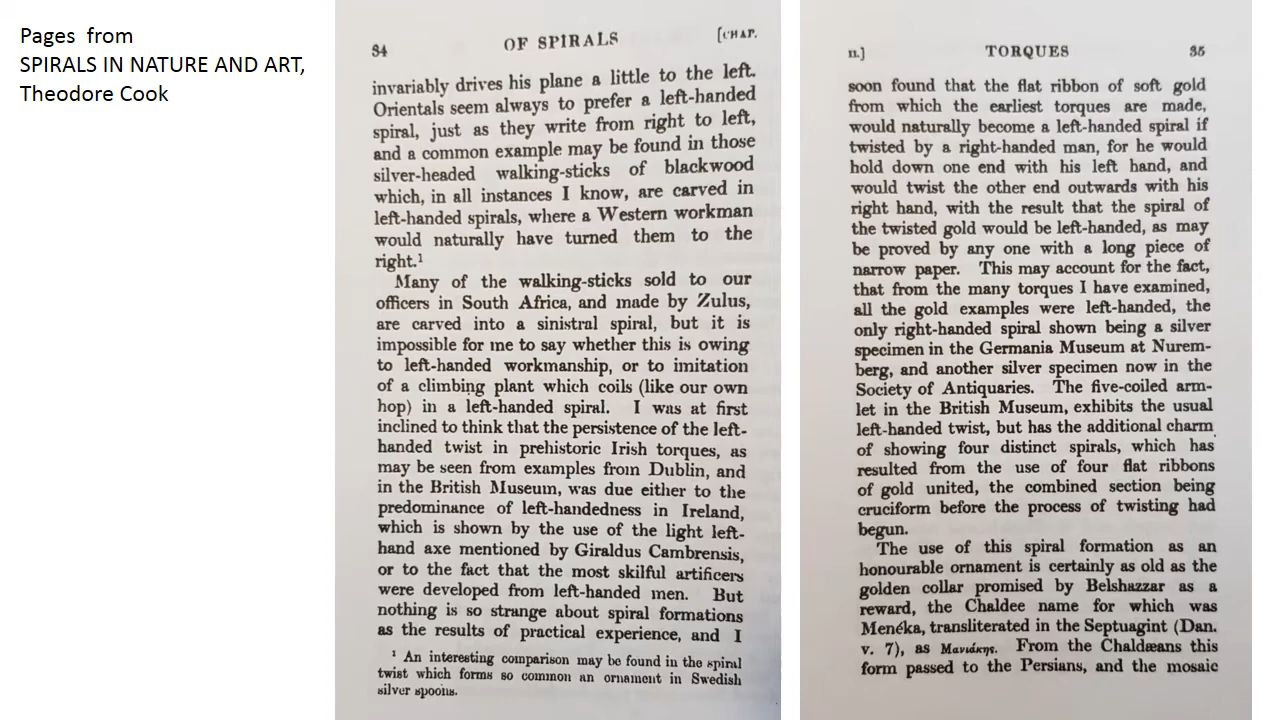 Pages from
SPIRALS IN NATURE AND ART,
Theodore Cook
34 OF SPIRALS [CHAP.
invariably drives his plane a little to the left.
Orientals seem always to prefer a left-handed
spiral, just as they write from right to left,
and a common example may be found in those
silver-headed walking-sticks of blackwood
which, in all instances I know, are carved in
left-handed spirals, where a Western workman
would naturally have turned them to the
right.¹
Many of the walking-sticks sold to our
officers in South Africa, and made by Zulus,
are carved into a sinistral spiral, but it is
impossible for me to say whether this is owing
to left-handed workmanship, or to imitation
of a climbing plant which coils (like our own
hop) in a left-handed spiral. I was at first
inclined to think that the persistence of the left-
handed twist in prehistoric Irish torques, as
may be seen from examples from Dublin, and
in the British Museum, was due either to the
predominance of left-handedness in Ireland,
which is shown by the use of the light left-
hand axe mentioned by Giraldus Cambrensis,
or to the fact that the most skilful artificers
were developed from left-handed men. But
nothing is so strange about spiral formations
as the results of practical experience, and I
¹ An interesting comparison may be found in the spiral
twist which forms so common an ornament in Swedish
silver spoons.
II.] TORQUES 35
soon found that the flat ribbon of soft gold
from which the earliest torques are made,
would naturally become a left-handed spiral if
twisted by a right-handed man, for he would
hold down one end with his left hand, and
would twist the other end outwards with his
right hand, with the result that the spiral of
the twisted gold would be left-handed, as may
be proved by any one with a long piece of
narrow paper. This may account for the fact,
that from the many torques I have examined,
all the gold examples were left-handed, the
only right-handed spiral shown being a silver
specimen in the Germania Museum at Nurem-
berg, and another silver specimen now in the
Society of Antiquaries. The five-coiled arm-
let in the British Museum, exhibits the usual
left-handed twist, but has the additional charm
of showing four distinct spirals, which has
resulted from the use of four flat ribbons
of gold united, the combined section being
cruciform before the process of twisting had
begun.
The use of this spiral formation as an
honourable ornament is certainly as old as the
golden collar promised by Belshazzar as a
reward, the Chaldee name for which was
Menéka, transliterated in the Septuagint (Dan.
v. 7), as Μανιάκης. From the Chaldæans this
form passed to the Persians, and the mosaic